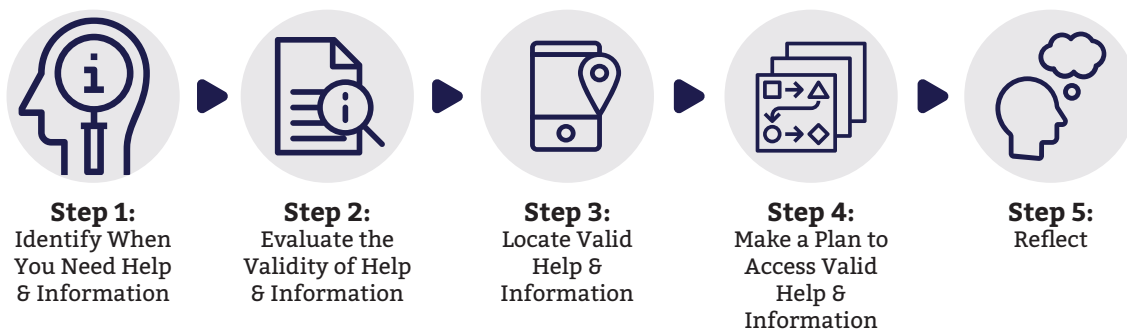 Step 1:
Identify When
You Need Help
& Information
Step 2:
Evaluate the
Validity of Help
& Information
Step 3:
Locate Valid
Help &
Information
Step 4:
Make a Plan to
Access Valid
Help &
Information
Step 5:
Reflect